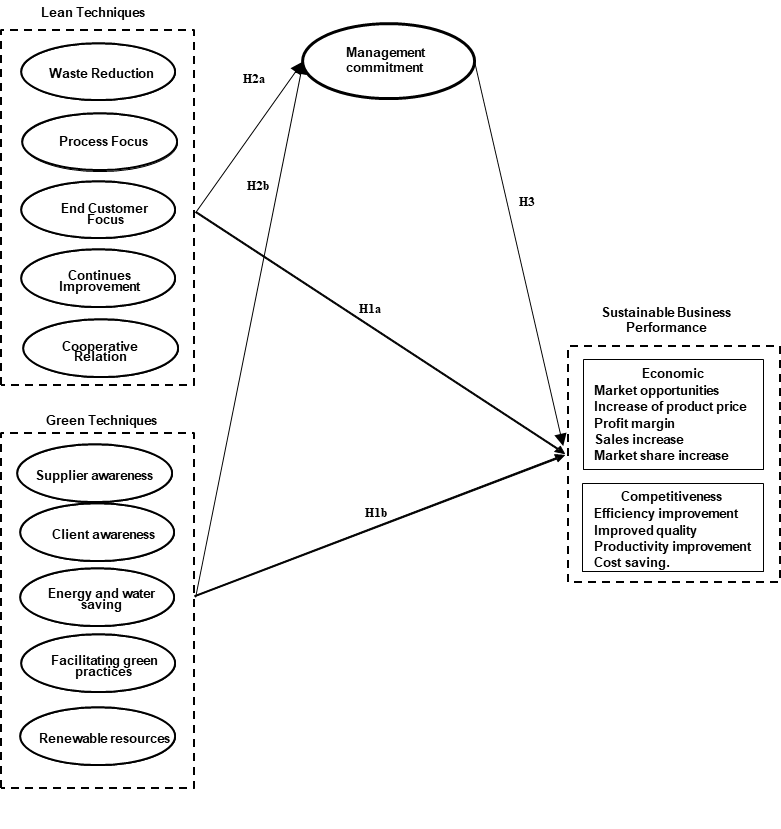 Lean Techniques
Waste Reduction
Process Focus
End Customer
Focus
Continues
Improvement
Cooperative
Relation
Green Techniques
Supplier awareness
Client awareness
Energy and water
saving
Facilitating green
practices
Renewable resources
Management
commitment
H2a
H2b
H3
H1a
H1b
Sustainable Business
Performance
Economic
Market opportunities
Increase of product price
Profit margin
Sales increase
Market share increase
Competitiveness
Efficiency improvement
Improved quality
Productivity improvement
Cost saving.